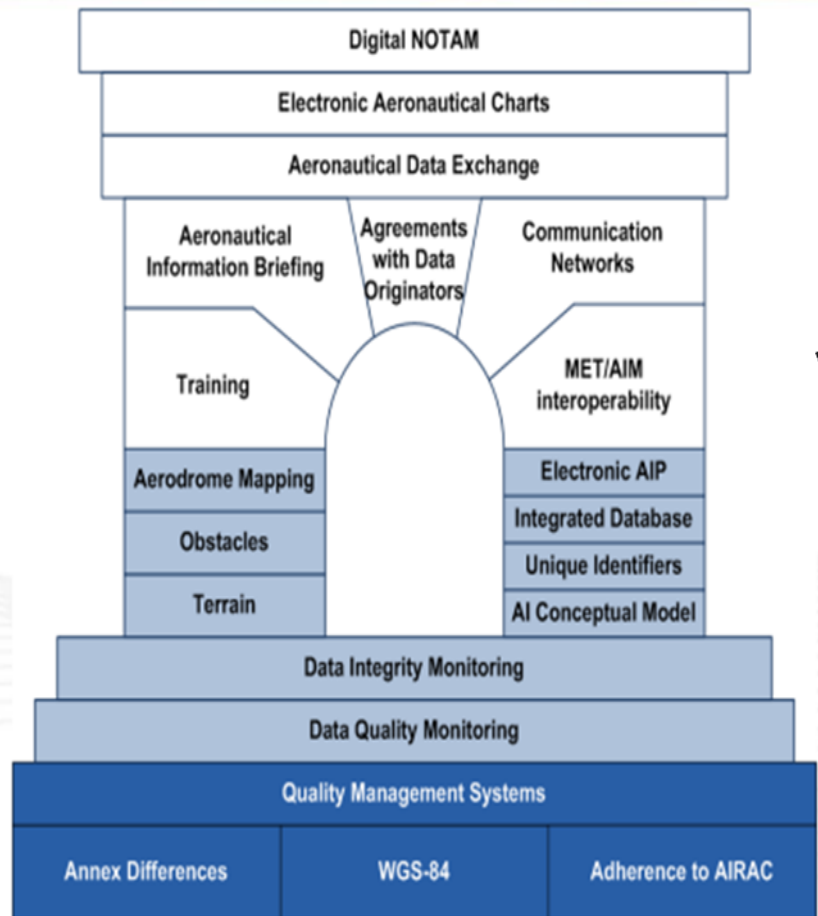 Digital NOTAM
Electronic Aeronautical Charts
Aeronautical Data Exchange
Aeronautical
Information Briefing
Agreements
with Data
Originators
Communication
Networks
Training
MET/AIM
interoperability
Aerodrome Mapping
Obstacles
Terrain
Electronic AIP
Integrated Database
Unique Identifiers
AI Conceptual Model
Data Integrity Monitoring
Data Quality Monitoring
Quality Management Systems
Annex Differences
WGS-84
Adherence to AIRAC